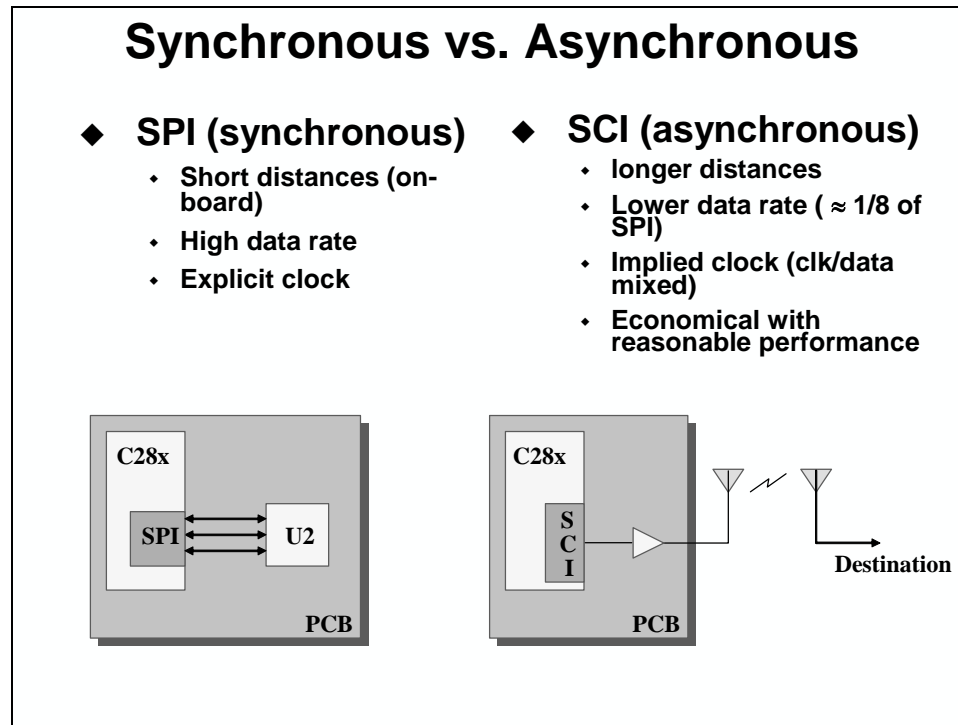 Synchronous vs. Asynchronous
◆ SPI (synchronous)
◆ Short distances (on-
board)
◆ High data rate
◆ Explicit clock
◆ SCI (asynchronous)
◆ longer distances
◆ Lower data rate ( ≈ 1/8 of
SPI)
◆ Implied clock (clk/data
mixed)
◆ Economical with
reasonable performance
C28x
SPI
U2
PCB
C28x
S
C
I
PCB
Destination